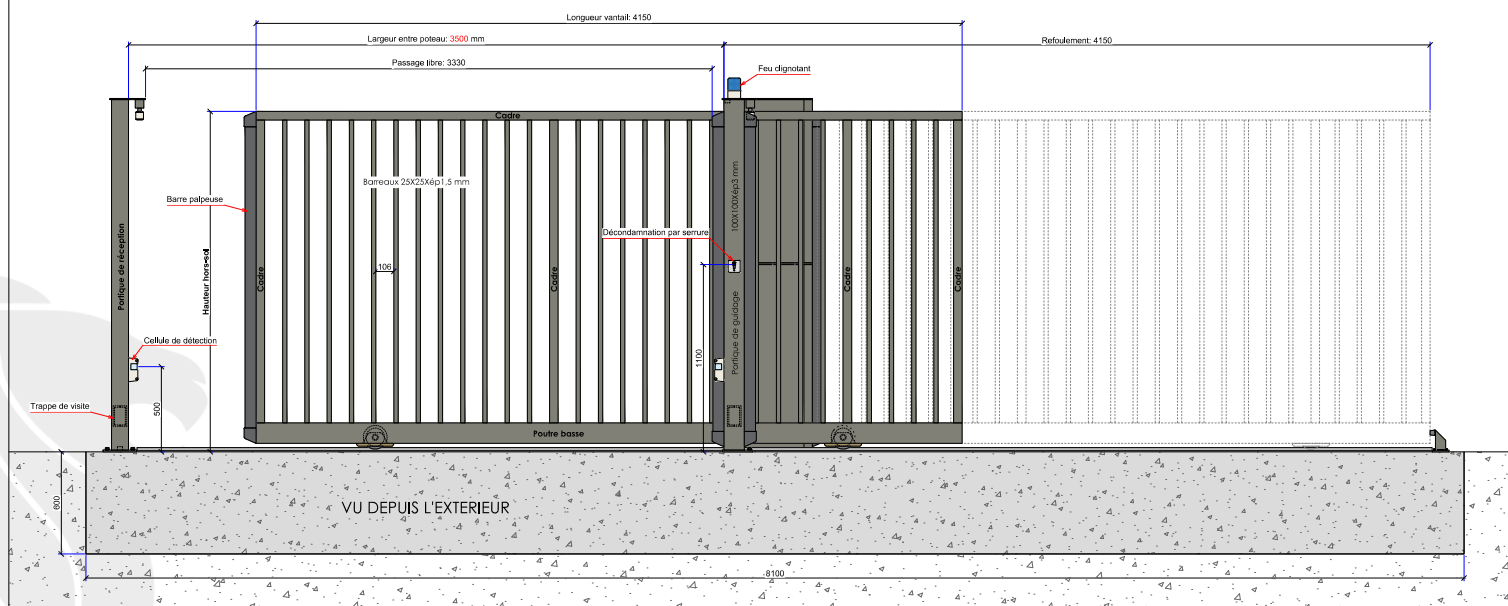 Longueur vantail: 4150
Largeur entre poteau: 3500 mm
Refoulement: 4150
Passage libre: 3330
Feu clignotant
Cadre
Barreaux 25X25Xép1,5 mm
100X100Xép3 mm
Barre palpeuse
Décondamnation par serrure
Portique de réception
Hauteur hors-sol
Cadre
106
Cadre
Cadre
Cadre
Portique de guidage
Cellule de détection
1100
Trappe de visite
500
Poutre basse
600
VU DEPUIS L'EXTERIEUR
8100